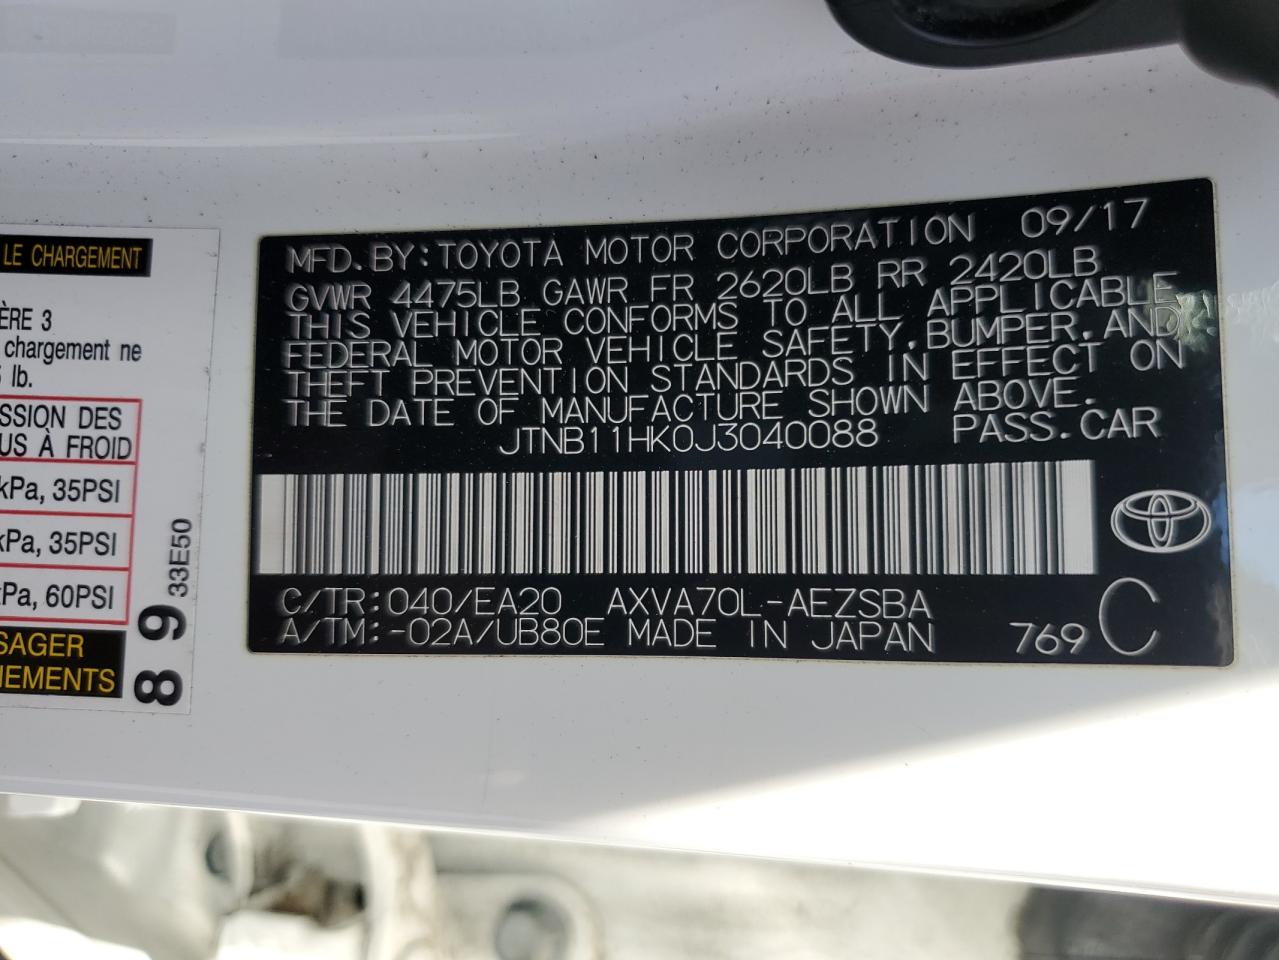 LE CHARGEMENT
ÈRE 3
chargement ne
lb.
SSION DES
US À FROID
kPa, 35PSI
kPa, 35PSI
kPa, 60PSI
SAGER
NEMENTS
33E50
89
MFD. BY: TOYOTA MOTOR CORPORATION 09/17
GVWR 4475LB GAWR FR 2620LB RR 2420LB
THIS VEHICLE CONFORMS TO ALL APPLICABLE
FEDERAL MOTOR VEHICLE SAFETY, BUMPER, AND
THEFT PREVENTION STANDARDS IN EFFECT ON
THE DATE OF MANUFACTURE SHOWN ABOVE.
JTNB11HK0J3040088 PASS. CAR
C/TR: 040/EA20 AXVA70L-AEZSBA
A/TM: -02A/UB80E MADE IN JAPAN 769 C